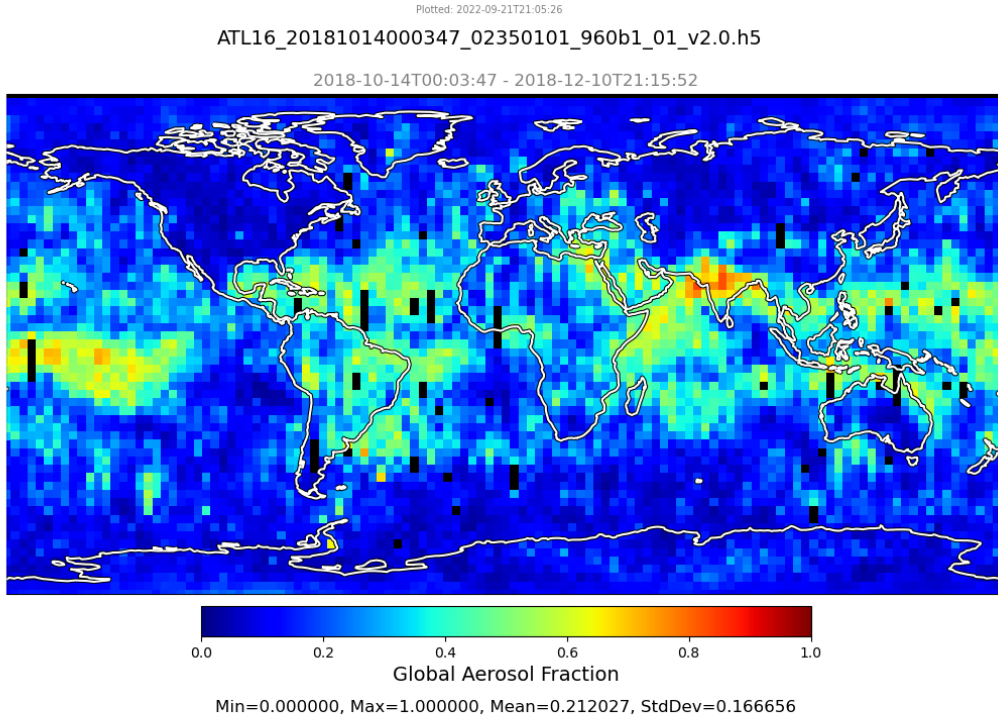 Plotted: 2022-09-21T21:05:26
ATL16_20181014000347_02350101_960b1_01_v2.0.h5
2018-10-14T00:03:47 - 2018-12-10T21:15:52
0.0 0.2 0.4 0.6 0.8 1.0
Global Aerosol Fraction
Min=0.000000, Max=1.000000, Mean=0.212027, StdDev=0.166656